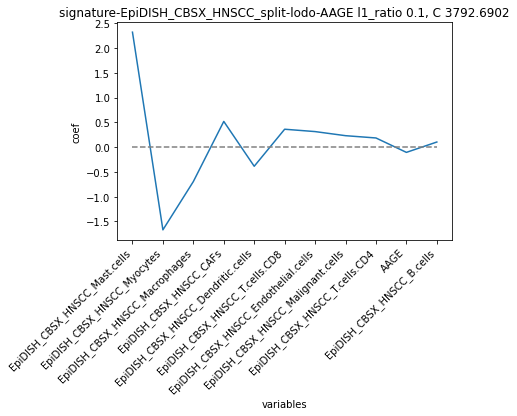 signature-EpiDISH_CBSX_HNSCC_split-lodo-AAGE l1_ratio 0.1, C 3792.6902
2.5
2.0
1.5
1.0
0.5
0.0
−0.5
−1.0
−1.5
coef
EpiDISH_CBSX_HNSCC_Mast.cells
EpiDISH_CBSX_HNSCC_Myocytes
EpiDISH_CBSX_HNSCC_Macrophages
EpiDISH_CBSX_HNSCC_CAFs
EpiDISH_CBSX_HNSCC_Dendritic.cells
EpiDISH_CBSX_HNSCC_T.cells.CD8
EpiDISH_CBSX_HNSCC_Endothelial.cells
EpiDISH_CBSX_HNSCC_Malignant.cells
EpiDISH_CBSX_HNSCC_T.cells.CD4
AAGE
EpiDISH_CBSX_HNSCC_B.cells
variables